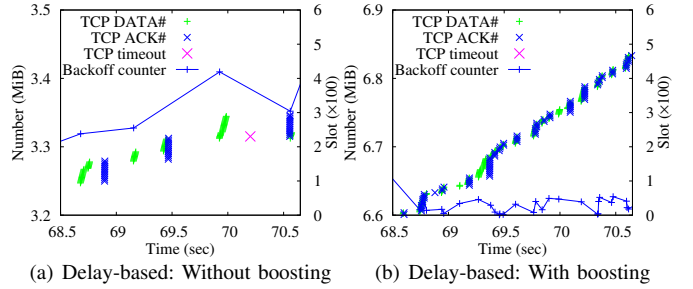 3.5
3.4
3.3
3.2
Number (MiB)
TCP DATA#
TCP ACK#
TCP timeout
Backoff counter
6
5
4
3
2
1
0
Slot (×100)
68.5 69 69.5 70 70.5
Time (sec)
(a) Delay-based: Without boosting
6.9
6.8
6.7
6.6
Number (MiB)
TCP DATA#
TCP ACK#
TCP timeout
Backoff counter
6
5
4
3
2
1
0
Slot (×100)
68.5 69 69.5 70 70.5
Time (sec)
(b) Delay-based: With boosting